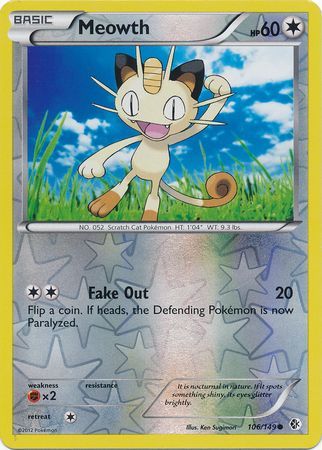 BASIC
Meowth
HP60
NO. 052 Scratch Cat Pokémon HT: 1'04" WT: 9.3 lbs.
Fake Out 20
Flip a coin. If heads, the Defending Pokémon is now
Paralyzed.
weakness
resistance
×2
retreat
It is nocturnal in nature. If it spots
something shiny, its eyes glitter
brightly.
©2012 Pokémon
Illus. Ken Sugimori
106/149